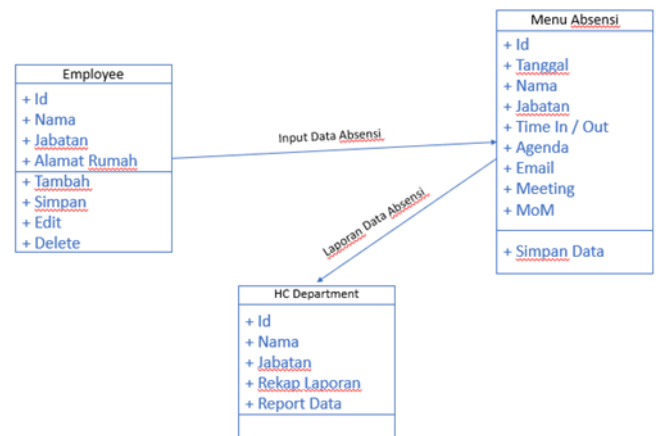 Employee
+ Id
+ Nama
+ Jabatan
+ Alamat Rumah
+ Tambah
+ Simpan
+ Edit
+ Delete
Input Data Absensi
Menu Absensi
+ Id
+ Tanggal
+ Nama
+ Jabatan
+ Time In / Out
+ Agenda
+ Email
+ Meeting
+ MoM
+ Simpan Data
Laporan Data Absensi
HC Department
+ Id
+ Nama
+ Jabatan
+ Rekap Laporan
+ Report Data